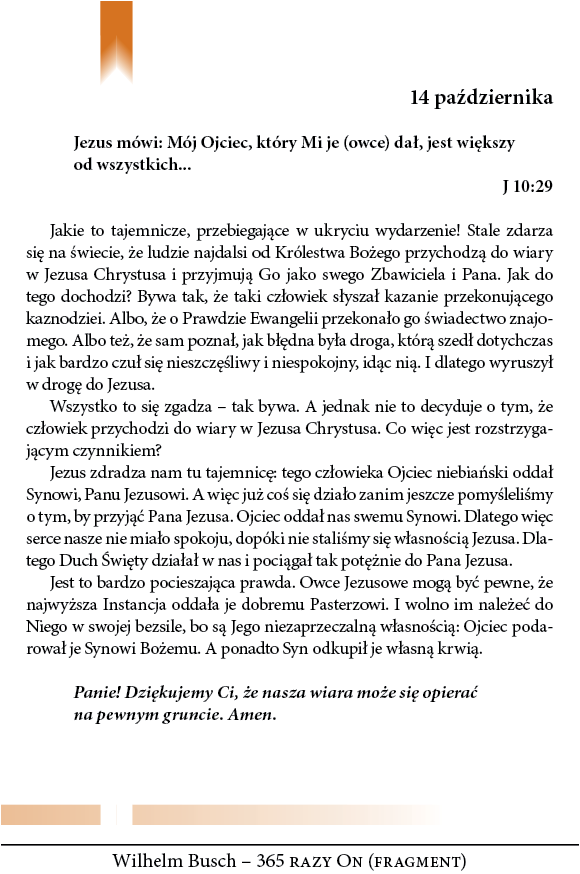 14 października
Jezus mówi: Mój Ojciec, który Mi je (owce) dał, jest większy
od wszystkich...
J 10:29
Jakie to tajemnicze, przebiegające w ukryciu wydarzenie! Stale zdarza
się na świecie, że ludzie najdalsi od Królestwa Bożego przychodzą do wiary
w Jezusa Chrystusa i przyjmują Go jako swego Zbawiciela i Pana. Jak do
tego dochodzi? Bywa tak, że taki człowiek słyszał kazanie przekonującego
kaznodziei. Albo, że o Prawdzie Ewangelii przekonało go świadectwo znajo-
mego. Albo też, że sam poznał, jak błędna była droga, którą szedł dotychczas
i jak bardzo czuł się nieszczęśliwy i niespokojny, idąc nią. I dlatego wyruszył
w drogę do Jezusa.
Wszystko to się zgadza – tak bywa. A jednak nie to decyduje o tym, że
człowiek przychodzi do wiary w Jezusa Chrystusa. Co więc jest rozstrzyga-
jącym czynnikiem?
Jezus zdradza nam tu tajemnicę: tego człowieka Ojciec niebiański oddał
Synowi, Panu Jezusowi. A więc już coś się działo zanim jeszcze pomyśleliśmy
o tym, by przyjąć Pana Jezusa. Ojciec oddał nas swemu Synowi. Dlatego więc
serce nasze nie miało spokoju, dopóki nie staliśmy się własnością Jezusa. Dla-
tego Duch Święty działał w nas i pociągał tak potężnie do Pana Jezusa.
Jest to bardzo pocieszająca prawda. Owce Jezusowe mogą być pewne, że
najwyższa Instancja oddała je dobremu Pasterzowi. I wolno im należeć do
Niego w swojej bezsile, bo są Jego niezaprzeczalną własnością: Ojciec poda-
rował je Synowi Bożemu. A ponadto Syn odkupił je własną krwią.
Panie! Dziękujemy Ci, że nasza wiara może się opierać
na pewnym gruncie. Amen.
Wilhelm Busch – 365 razy On (fragment)